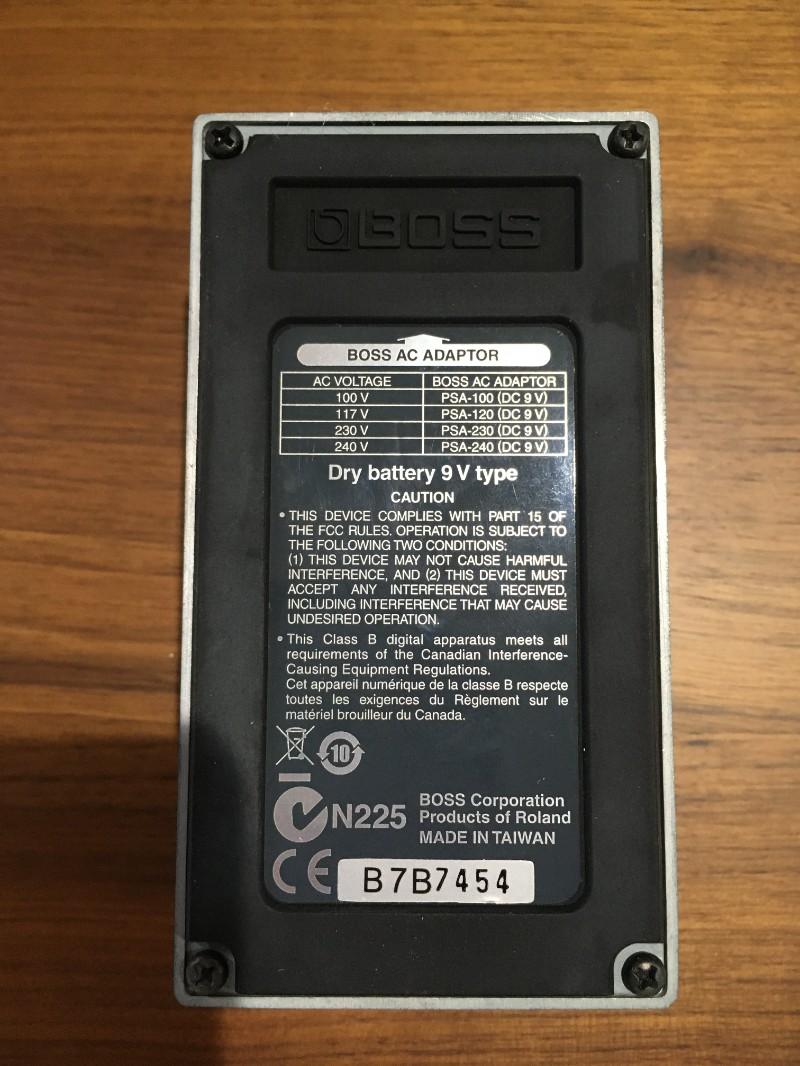 BOSS
BOSS AC ADAPTOR
AC VOLTAGE BOSS AC ADAPTOR
100 V PSA-100 (DC 9 V)
117 V PSA-120 (DC 9 V)
230 V PSA-230 (DC 9 V)
240 V PSA-240 (DC 9 V)
Dry battery 9 V type
CAUTION
• THIS DEVICE COMPLIES WITH PART 15 OF
THE FCC RULES. OPERATION IS SUBJECT TO
THE FOLLOWING TWO CONDITIONS:
(1) THIS DEVICE MAY NOT CAUSE HARMFUL
INTERFERENCE, AND (2) THIS DEVICE MUST
ACCEPT ANY INTERFERENCE RECEIVED,
INCLUDING INTERFERENCE THAT MAY CAUSE
UNDESIRED OPERATION.
• This Class B digital apparatus meets all
requirements of the Canadian Interference-
Causing Equipment Regulations.
Cet appareil numérique de la classe B respecte
toutes les exigences du Règlement sur le
matériel brouilleur du Canada.
10
N225
BOSS Corporation
Products of Roland
MADE IN TAIWAN
CE
B7B7454